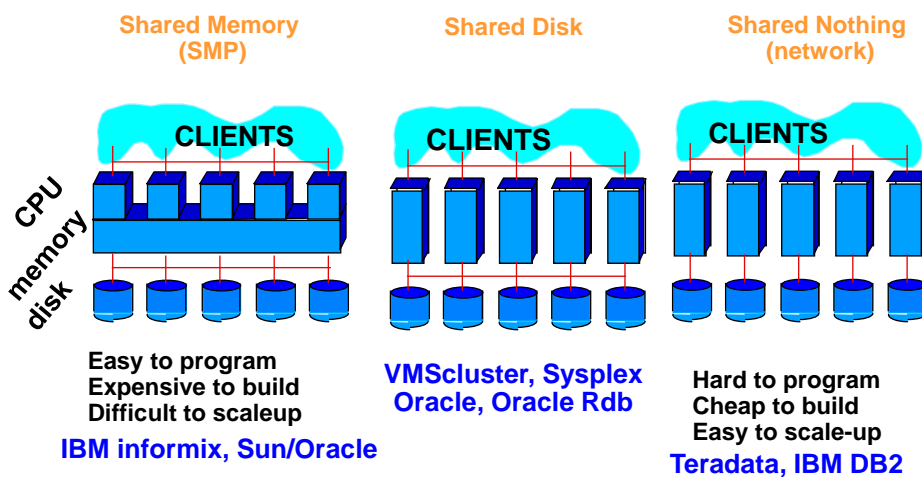 Shared Memory
(SMP)
Shared Disk
Shared Nothing
(network)
CLIENTS
CLIENTS
CLIENTS
CPU
memory
disk
Easy to program
Expensive to build
Difficult to scaleup
IBM informix, Sun/Oracle
VMScluster, Sysplex
Oracle, Oracle Rdb
Hard to program
Cheap to build
Easy to scale-up
Teradata, IBM DB2